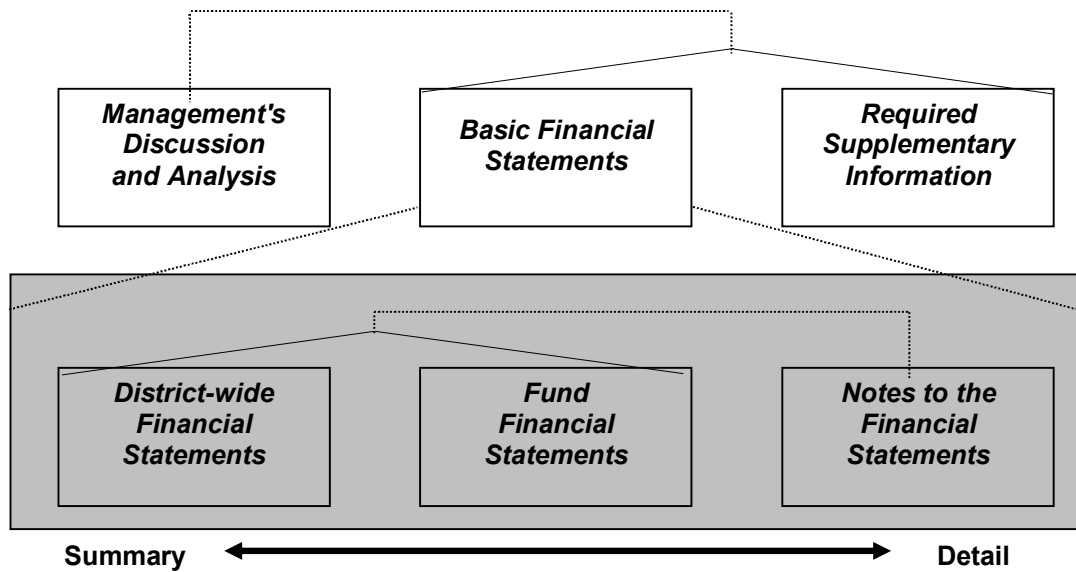 Management's
Discussion
and Analysis
Basic Financial
Statements
Required
Supplementary
Information
District-wide
Financial
Statements
Fund
Financial
Statements
Notes to the
Financial
Statements
Summary
Detail